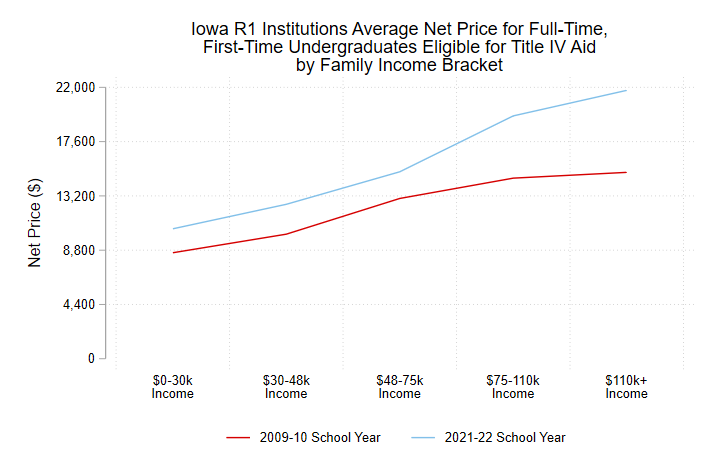 Iowa R1 Institutions Average Net Price for Full-Time,
First-Time Undergraduates Eligible for Title IV Aid
by Family Income Bracket
Net Price ($)
22,000
17,600
13,200
8,800
4,400
0
$0-30k
Income
$30-48k
Income
$48-75k
Income
$75-110k
Income
$110k+
Income
2009-10 School Year
2021-22 School Year